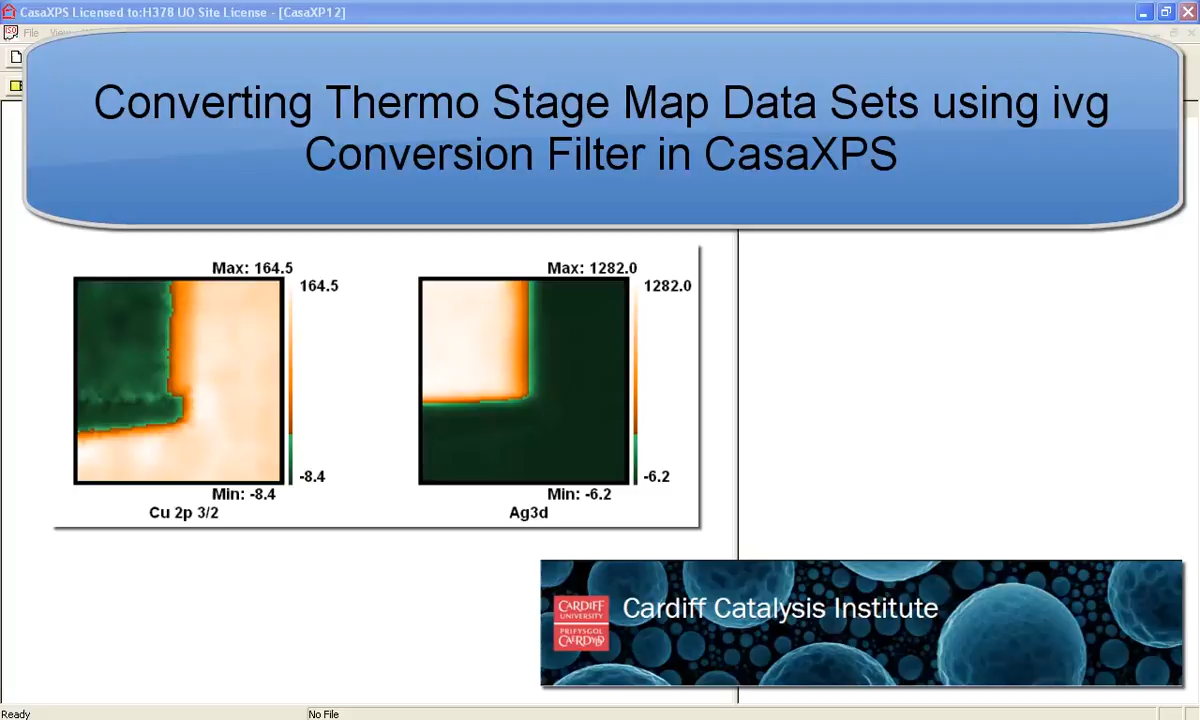 CasaXPS Licensed to:H378 UO Site License - [CasaXP12]
File View
Converting Thermo Stage Map Data Sets using ivg
Conversion Filter in CasaXPS
Max: 164.5
164.5
-8.4
Min: -8.4
Cu 2p 3/2
Max: 1282.0
1282.0
-6.2
Min: -6.2
Ag3d
CARDIFF
UNIVERSITY
PRIFYSGOL
CAERDYDD
Cardiff Catalysis Institute
Ready
No File